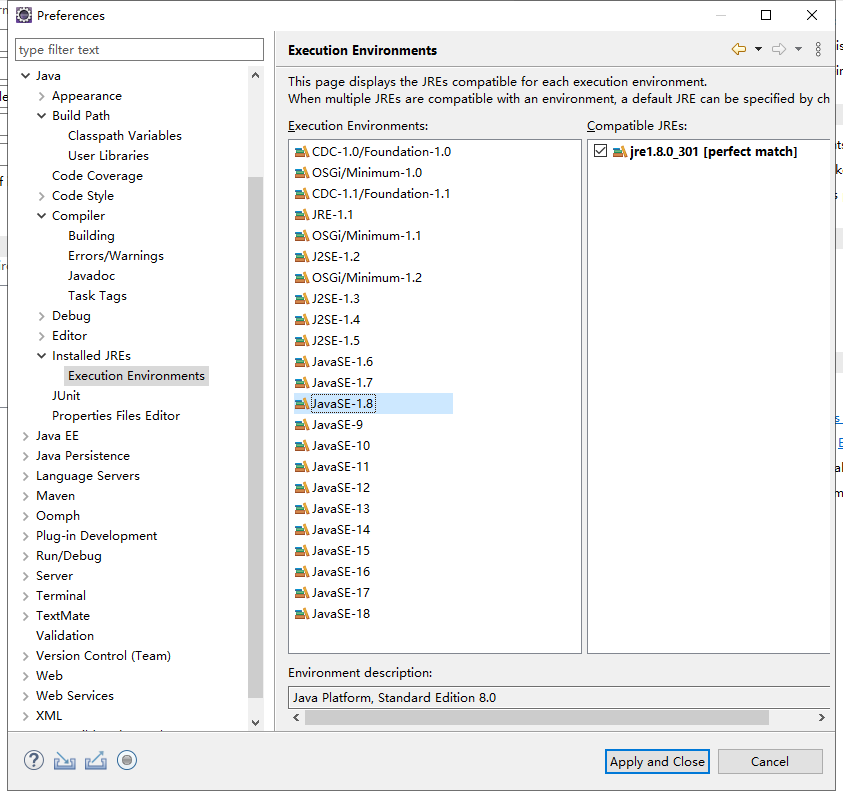 Preferences
type filter text
Java
Appearance
Build Path
Classpath Variables
User Libraries
Code Coverage
Code Style
Compiler
Building
Errors/Warnings
Javadoc
Task Tags
Debug
Editor
Installed JREs
Execution Environments
JUnit
Properties Files Editor
Java EE
Java Persistence
Language Servers
Maven
Oomph
Plug-in Development
Run/Debug
Server
Terminal
TextMate
Validation
Version Control (Team)
Web
Web Services
XML
Execution Environments
This page displays the JREs compatible for each execution environment.
When multiple JREs are compatible with an environment, a default JRE can be specified by ch
Execution Environments:
CDC-1.0/Foundation-1.0
OSGi/Minimum-1.0
CDC-1.1/Foundation-1.1
JRE-1.1
OSGi/Minimum-1.1
J2SE-1.2
OSGi/Minimum-1.2
J2SE-1.3
J2SE-1.4
J2SE-1.5
JavaSE-1.6
JavaSE-1.7
JavaSE-1.8
JavaSE-9
JavaSE-10
JavaSE-11
JavaSE-12
JavaSE-13
JavaSE-14
JavaSE-15
JavaSE-16
JavaSE-17
JavaSE-18
Compatible JREs:
jre1.8.0_301 [perfect match]
Environment description:
Java Platform, Standard Edition 8.0
Apply and Close
Cancel